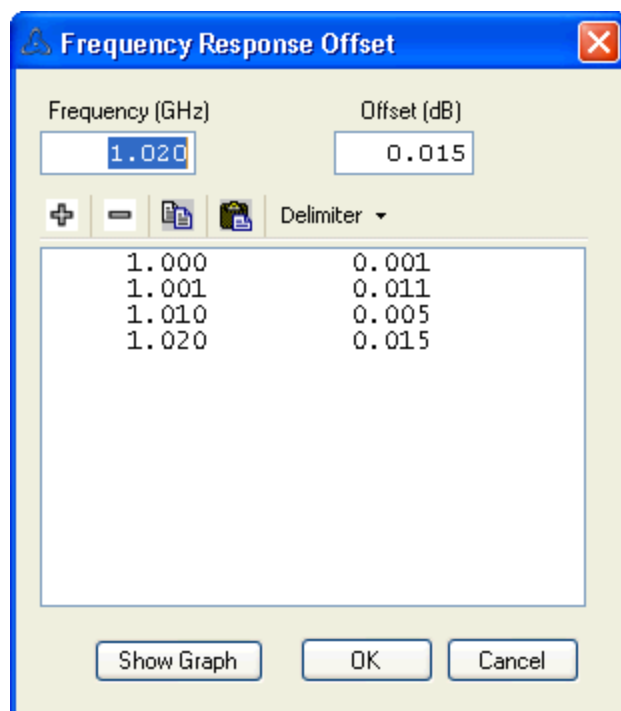 Frequency Response Offset
Frequency (GHz) Offset (dB)
1.020 0.015
Delimiter
1.000 0.001
1.001 0.011
1.010 0.005
1.020 0.015
Show Graph OK Cancel